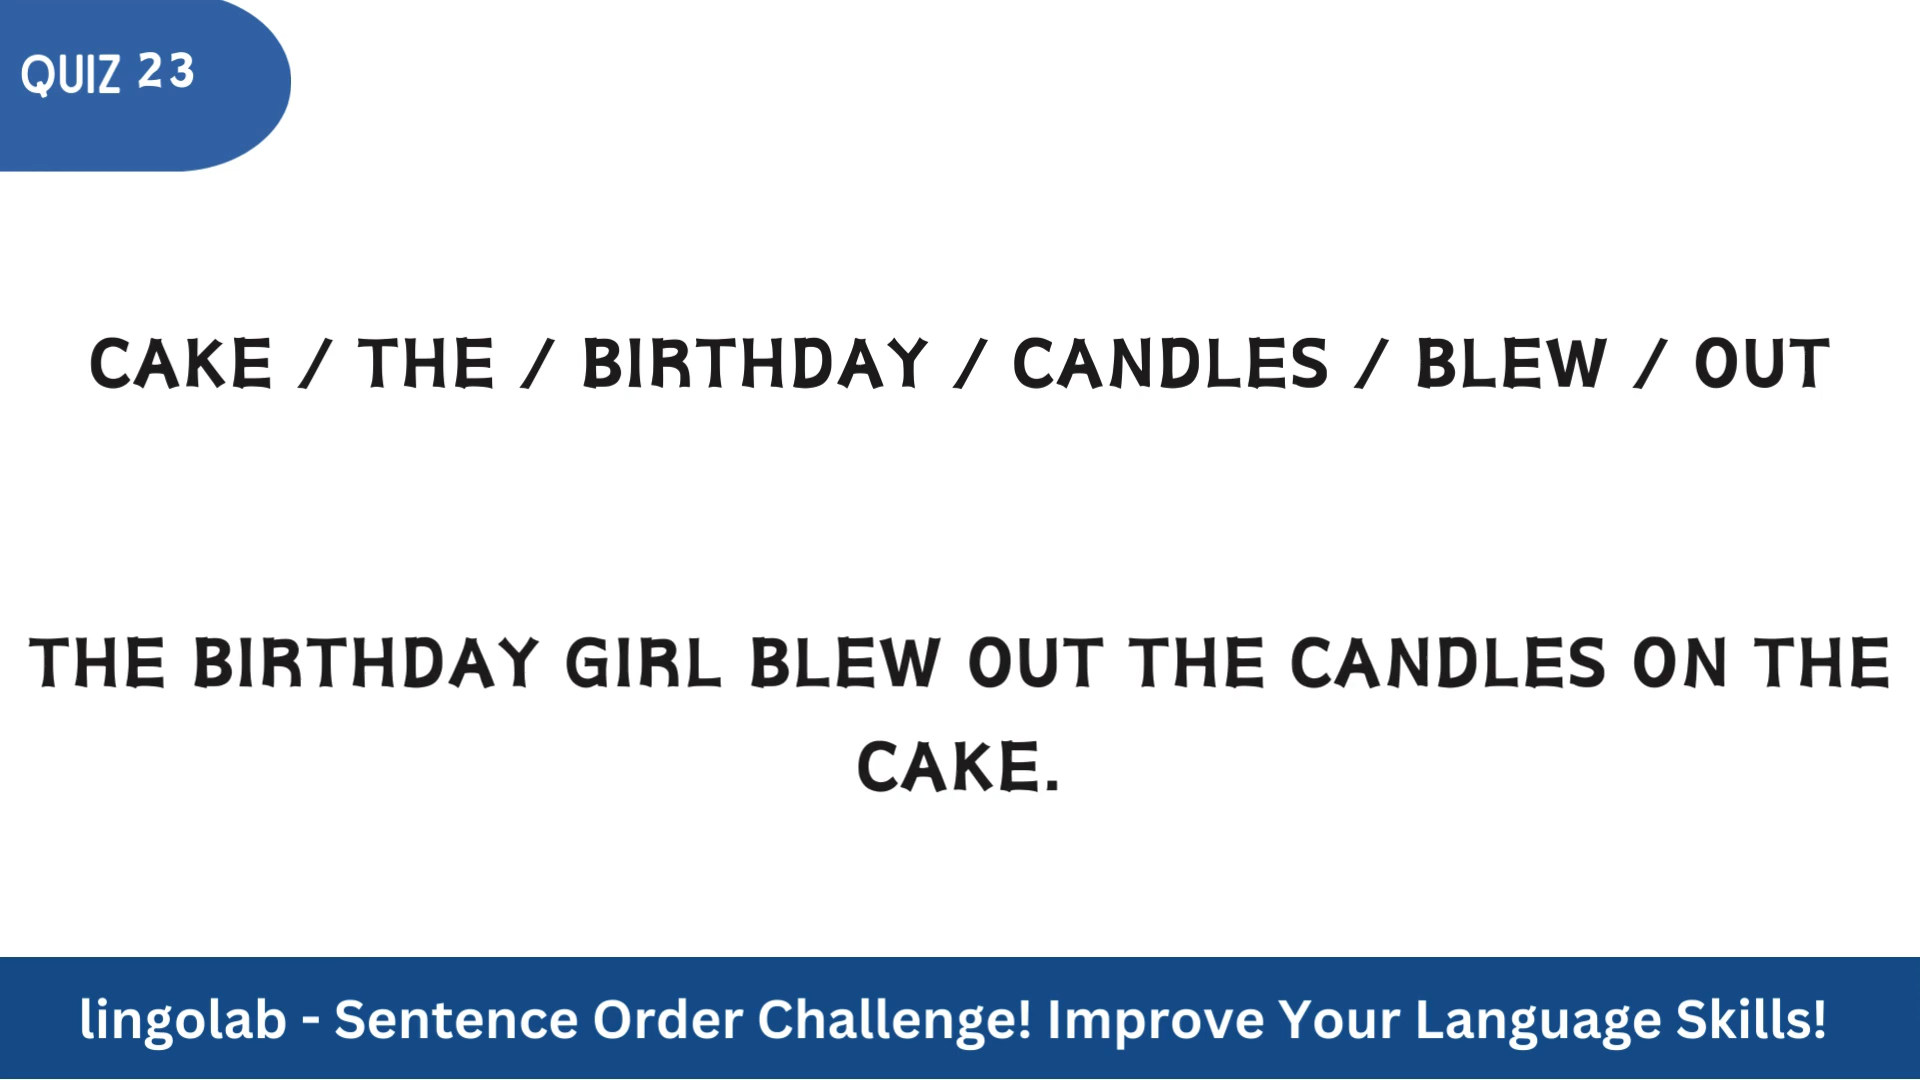 QUIZ 23
CAKE / THE / BIRTHDAY / CANDLES / BLEW / OUT
THE BIRTHDAY GIRL BLEW OUT THE CANDLES ON THE
CAKE.
lingolab - Sentence Order Challenge! Improve Your Language Skills!